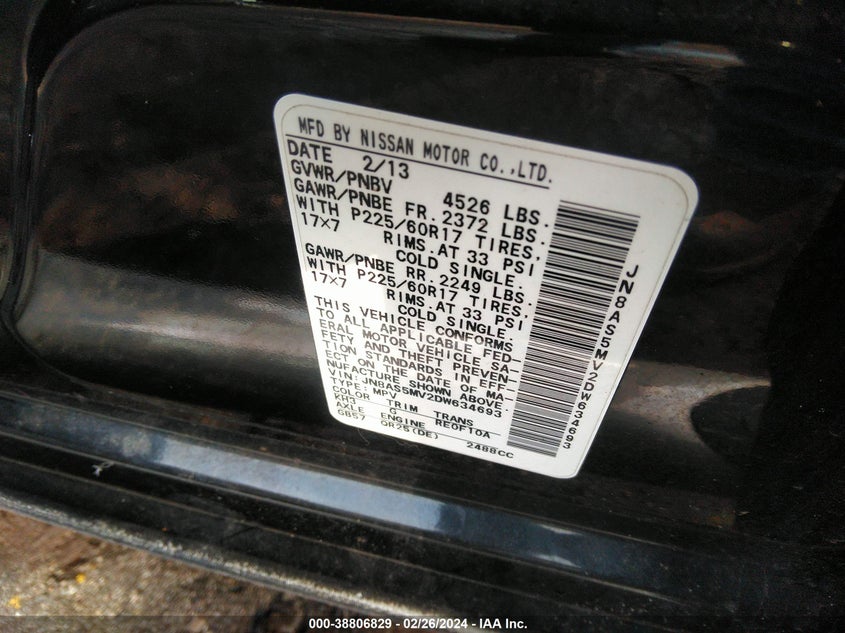 MFD BY NISSAN MOTOR CO.,LTD.
DATE 2/13
GVWR/PNBV 4526 LBS.
GAWR/PNBE FR. 2372 LBS.
WITH P225/60R17 TIRES,
17×7 RIMS.AT 33 PSI
COLD SINGLE.
GAWR/PNBE RR. 2249 LBS.
WITH P225/60R17 TIRES,
17×7 RIMS.AT 33 PSI
COLD SINGLE.
THIS VEHICLE CONFORMS
TO ALL APPLICABLE FED-
ERAL MOTOR VEHICLE SA-
FETY AND THEFT PREVEN-
TION STANDARDS IN EFF
ECT ON THE DATE OF MA-
NUFACTURE SHOWN ABOVE.
VIN: JN8AS5MV2DW634693
TYPE: MPV
COLOR TRIM TRANS
KH3 G RE0F10A
AXLE ENGINE
GB57 QR25(DE) 2488CC
JN8AS5MV2DW634693
000-38806829 - 02/26/2024 - IAA Inc.